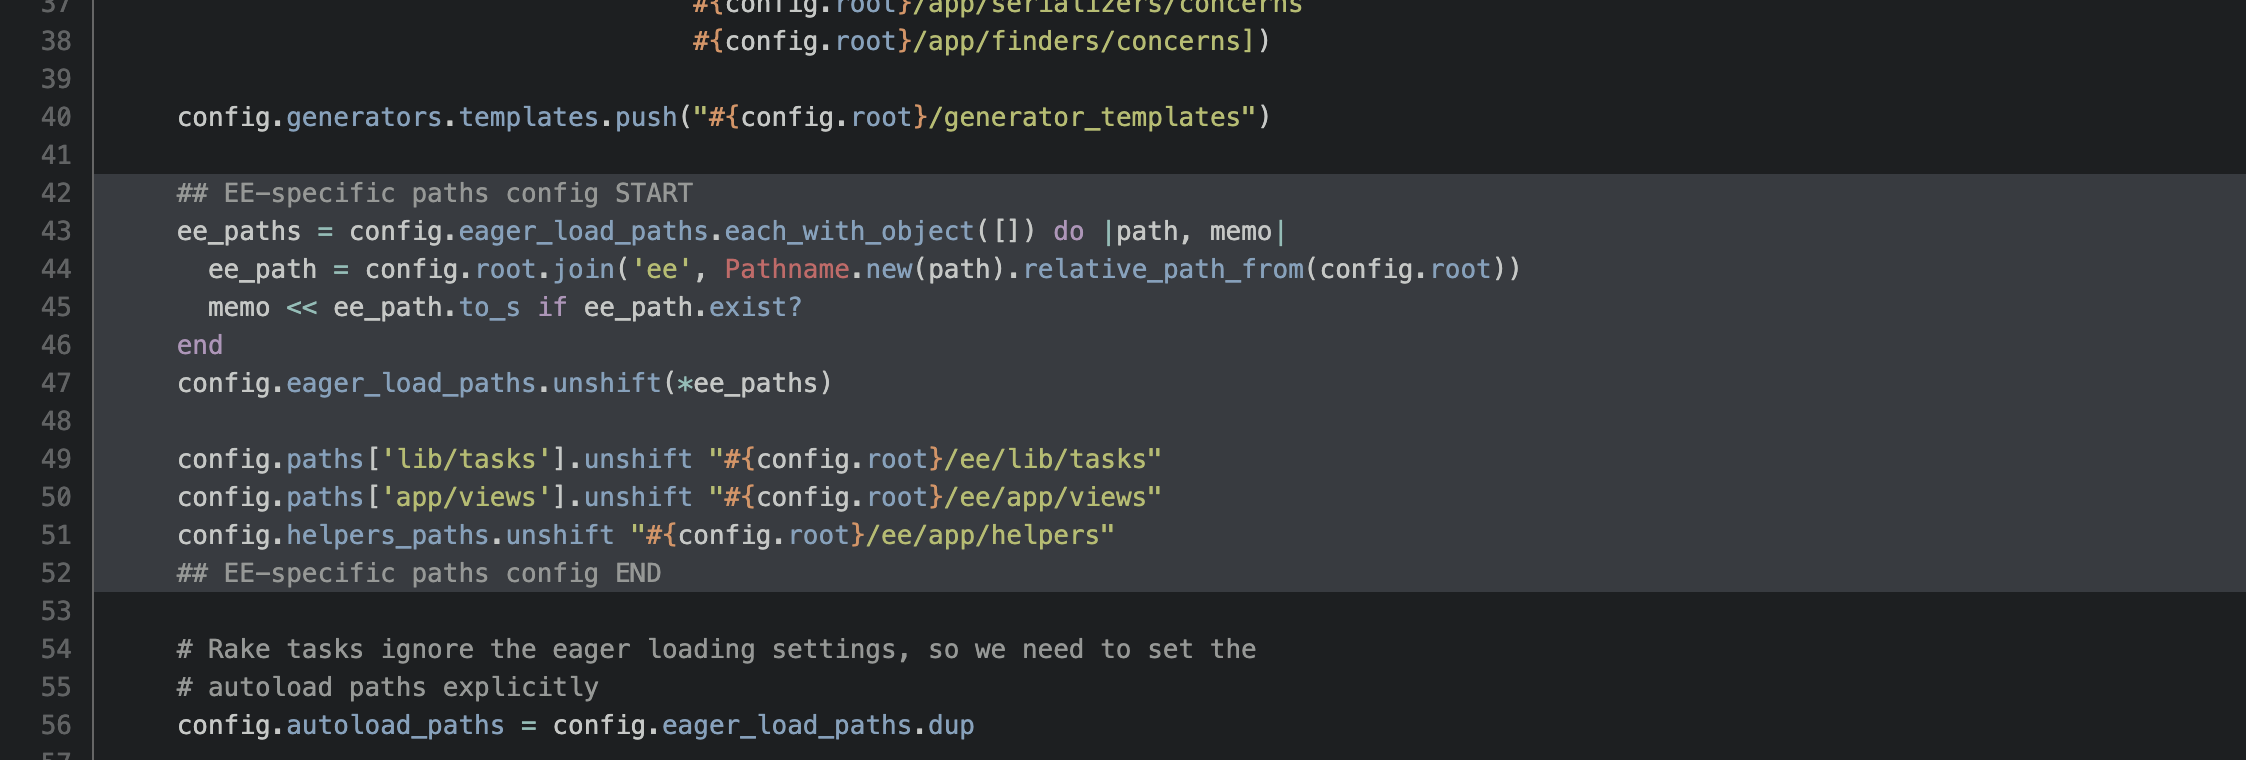 37 #{config.root}/app/serializers/concerns
38 #{config.root}/app/finders/concerns])
39
40 config.generators.templates.push("#{config.root}/generator_templates")
41
42 ## EE-specific paths config START
43 ee_paths = config.eager_load_paths.each_with_object([]) do |path, memo|
44 ee_path = config.root.join('ee', Pathname.new(path).relative_path_from(config.root))
45 memo << ee_path.to_s if ee_path.exist?
46 end
47 config.eager_load_paths.unshift(*ee_paths)
48
49 config.paths['lib/tasks'].unshift "#{config.root}/ee/lib/tasks"
50 config.paths['app/views'].unshift "#{config.root}/ee/app/views"
51 config.helpers_paths.unshift "#{config.root}/ee/app/helpers"
52 ## EE-specific paths config END
53
54 # Rake tasks ignore the eager loading settings, so we need to set the
55 # autoload paths explicitly
56 config.autoload_paths = config.eager_load_paths.dup
57